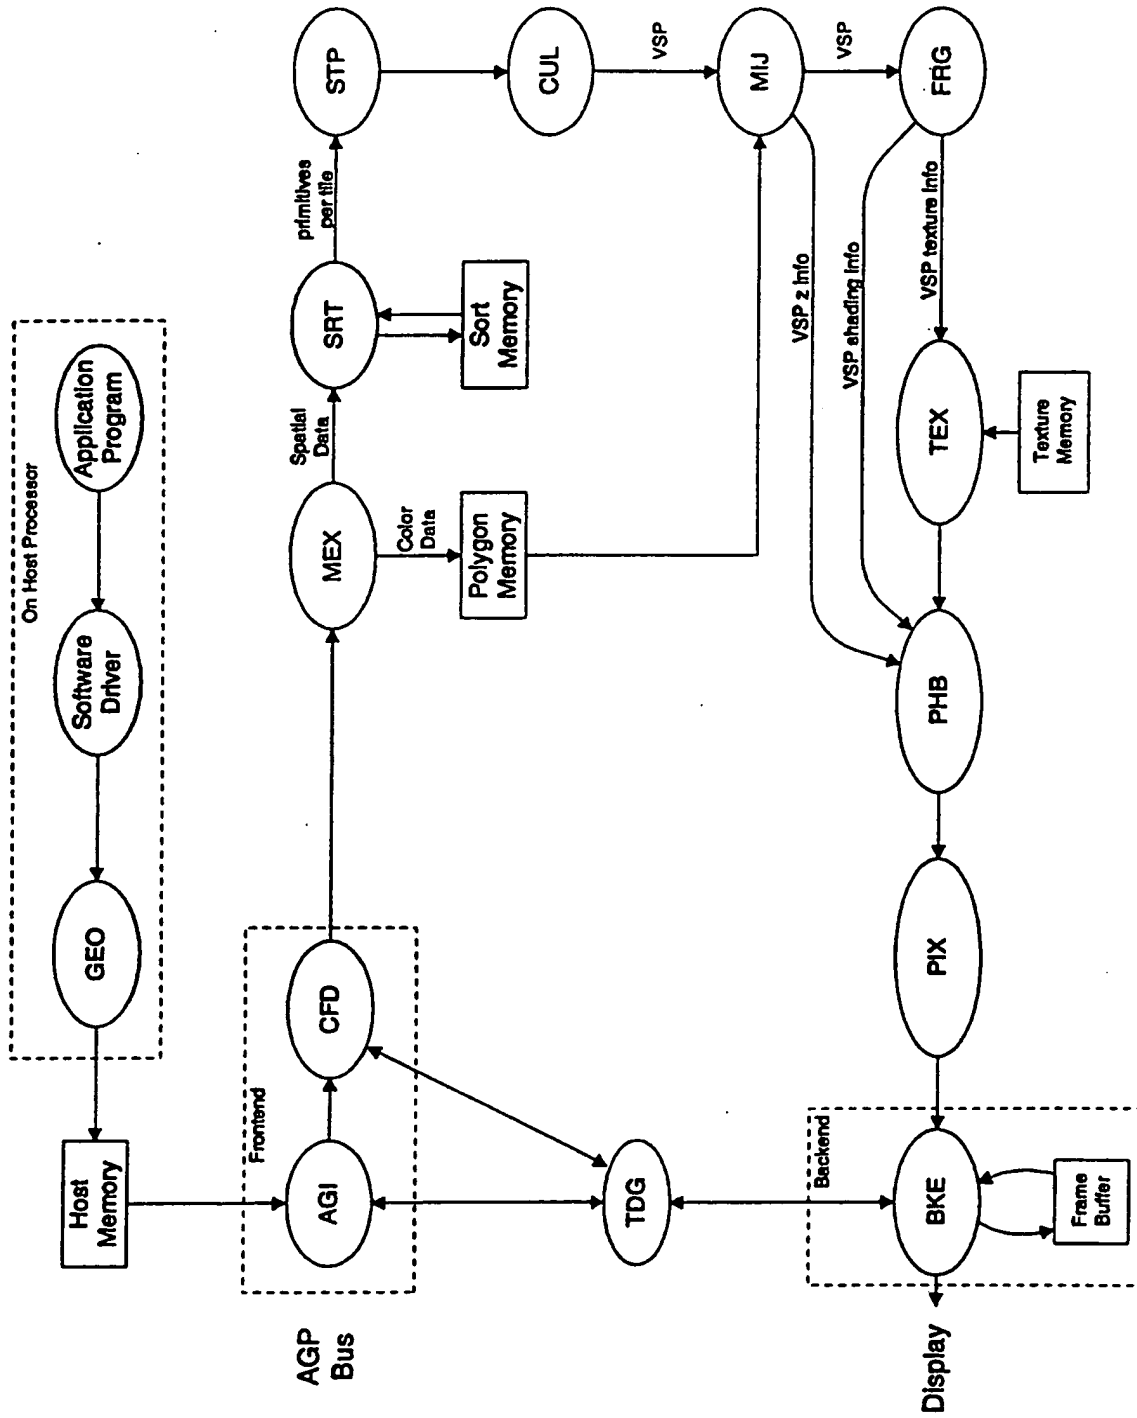 On Host Processor
Application
Program
Software
Driver
GEO
Host
Memory
AGP
Bus
Frontend
AGI
CFD
MEX
Spatial
Data
Color
Data
Polygon
Memory
SRT
Sort
Memory
primitives
per tile
STP
CUL
VSP
MIJ
VSP
FRG
VSP z info
VSP shading info
VSP texture info
TEX
Texture
Memory
PHB
PIX
TDG
Backend
BKE
Frame
Buffer
Display